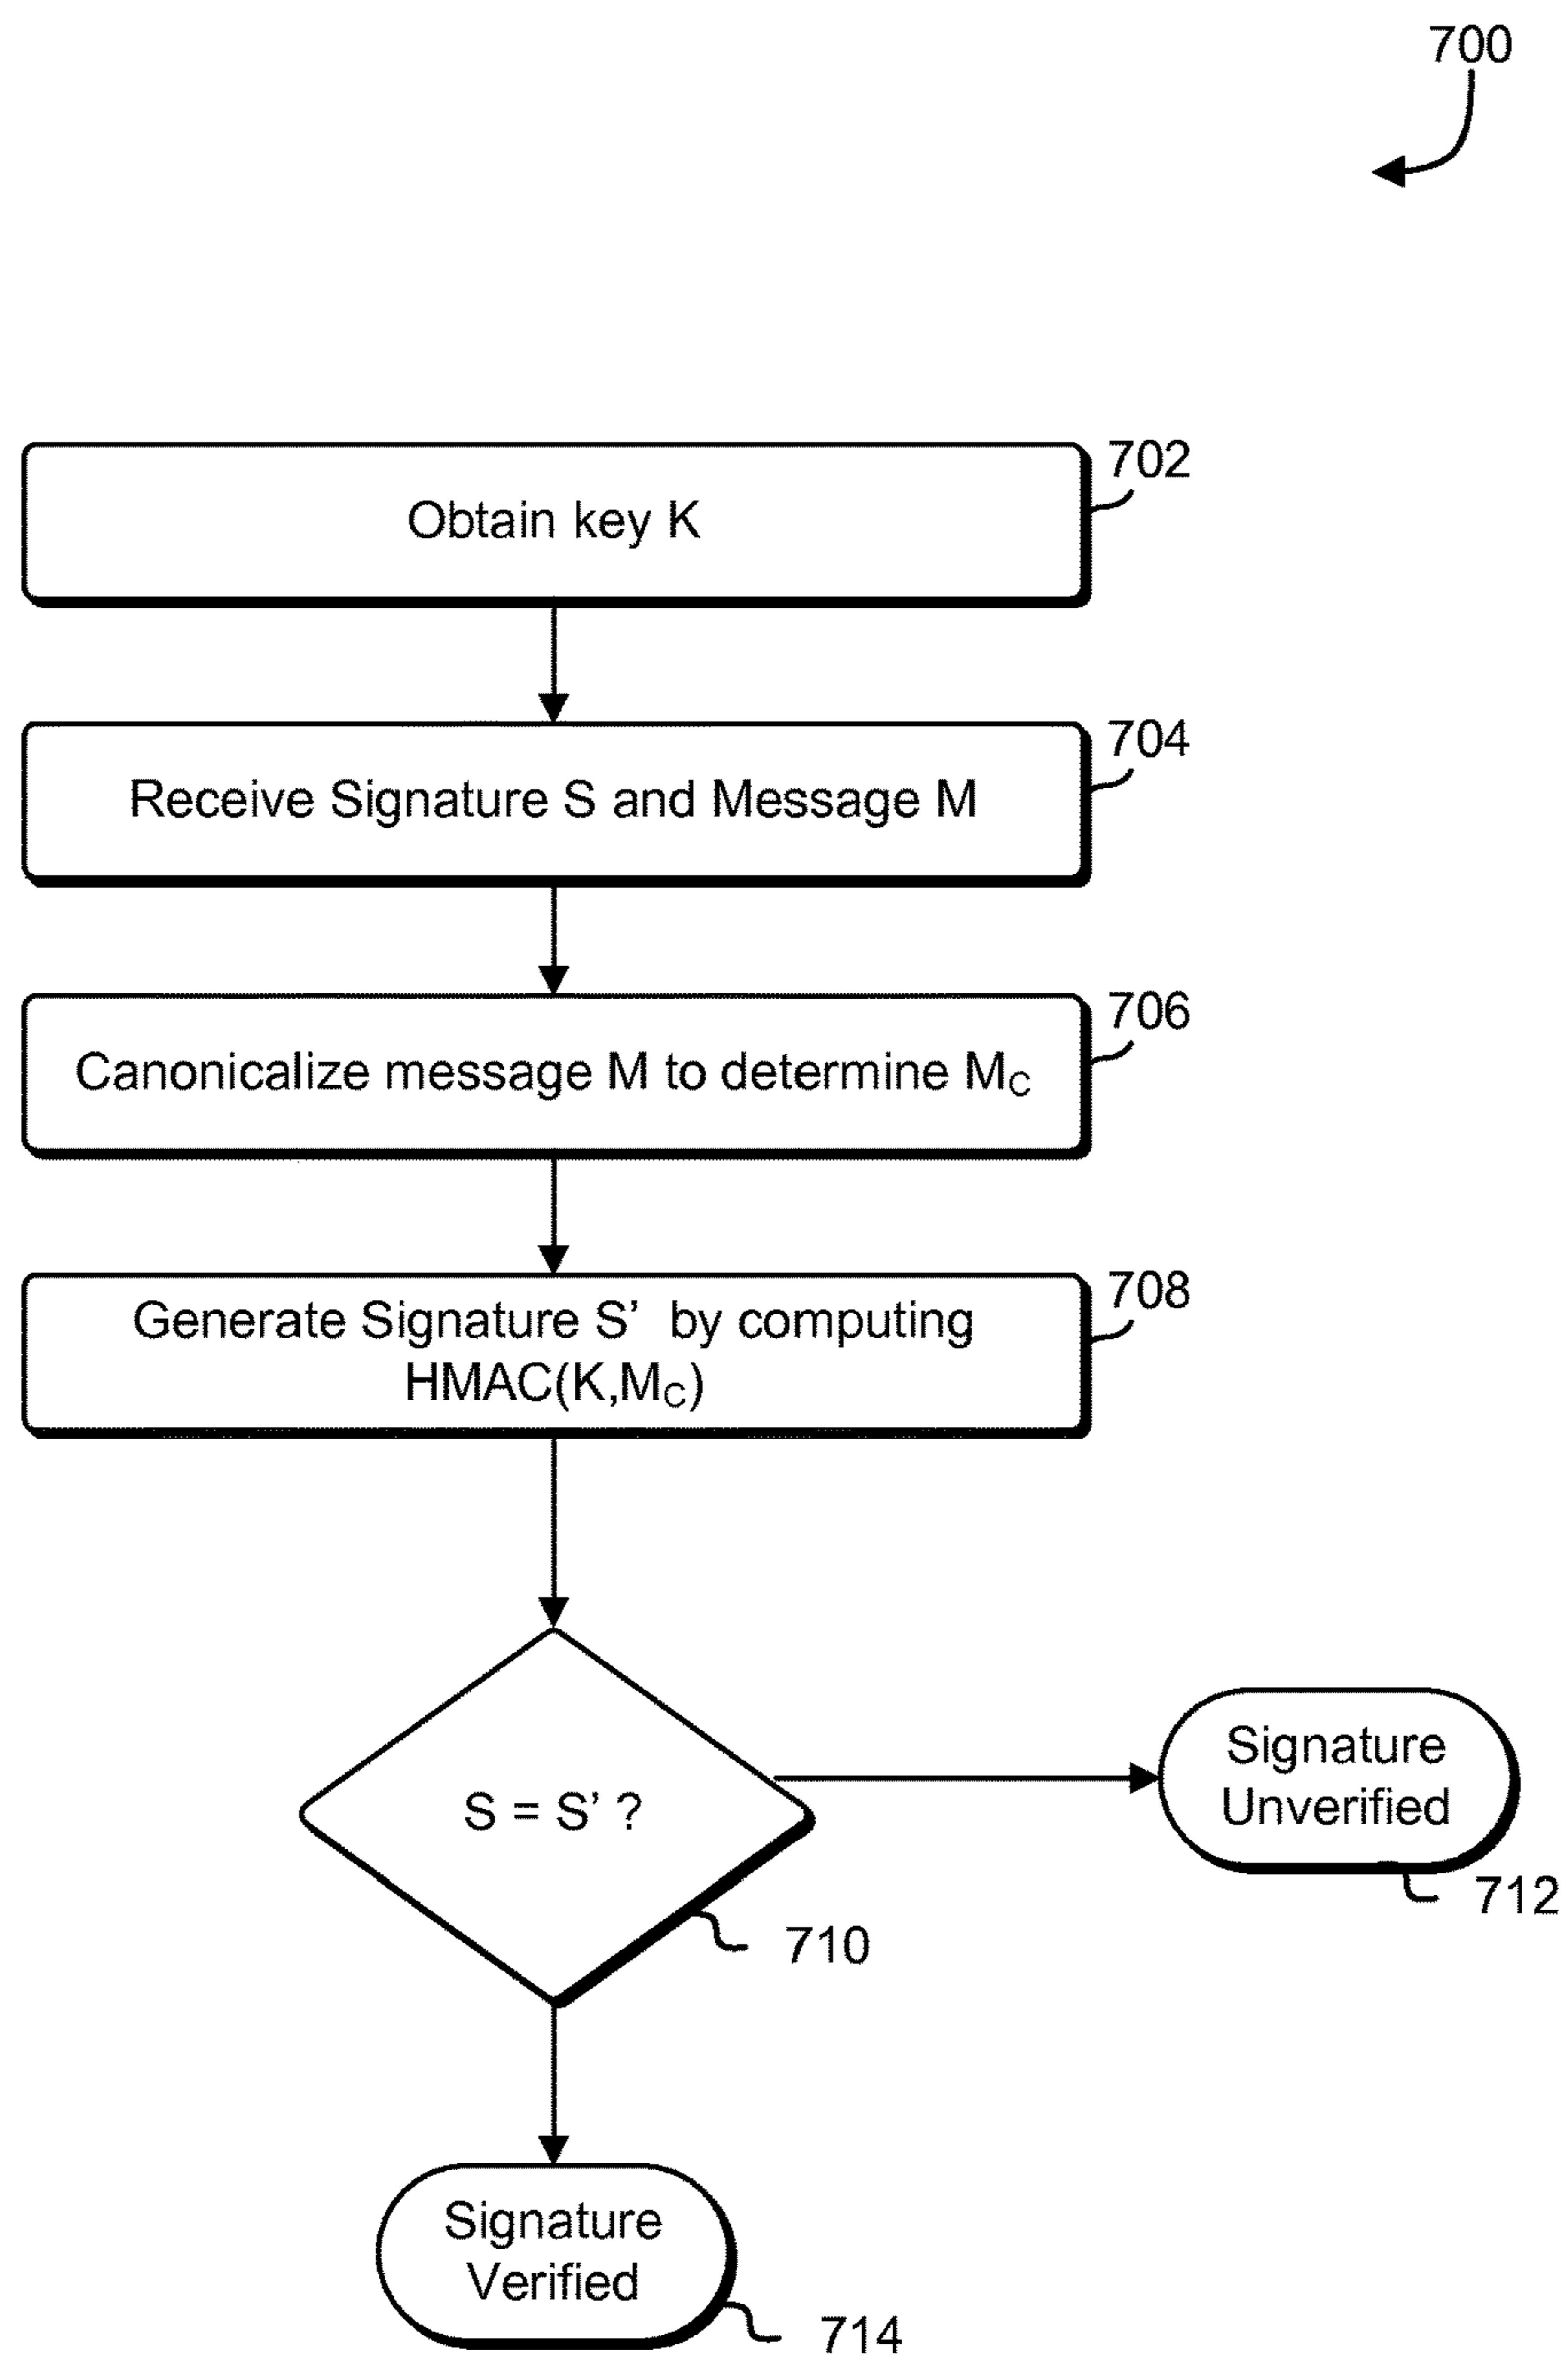 700
702
Obtain key K
704
Receive Signature S and Message M
706
Canonicalize message M to determine MC
708
Generate Signature S’ by computing
HMAC(K,MC)
S = S’ ?
710
Signature
Unverified
712
Signature
Verified
714